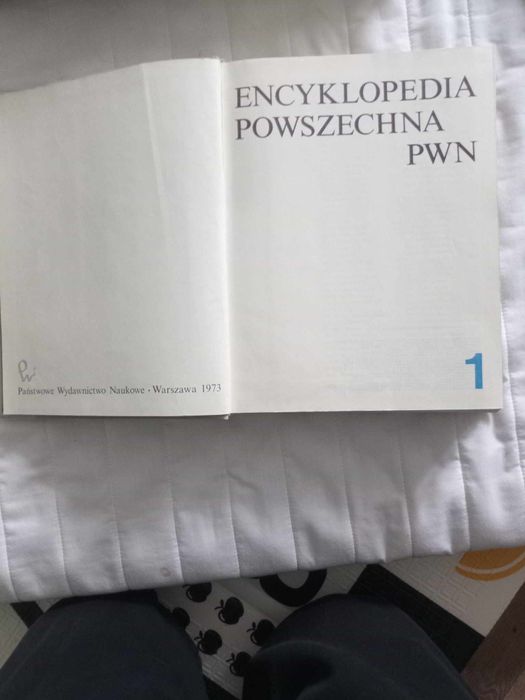 Państwowe Wydawnictwo Naukowe • Warszawa 1973
ENCYKLOPEDIA
POWSZECHNA
PWN
1